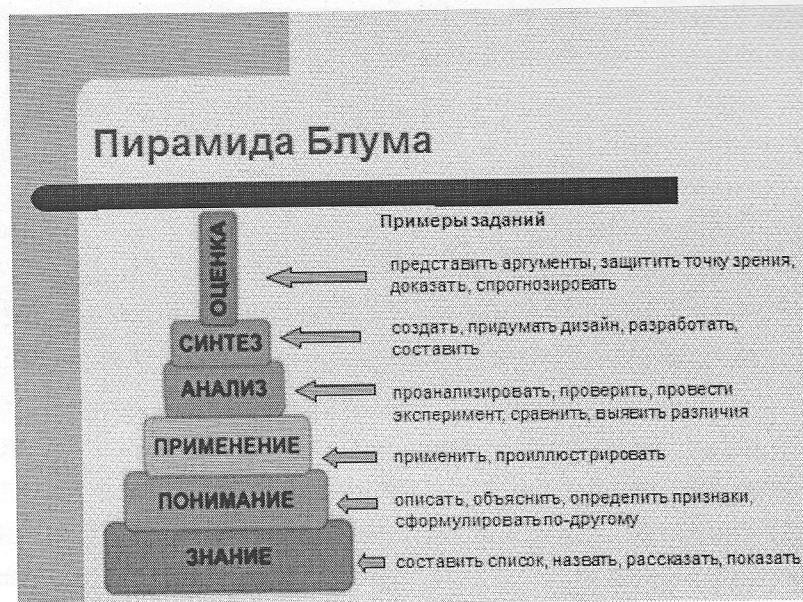 Пирамида Блума
Примеры заданий
ОЦЕНКА
представить аргументы, защитить точку зрения,
доказать, спрогнозировать
СИНТЕЗ
создать, придумать дизайн, разработать,
составить
АНАЛИЗ
проанализировать, проверить, провести
эксперимент, сравнить, выявить различия
ПРИМЕНЕНИЕ
применить, проиллюстрировать
ПОНИМАНИЕ
описать, объяснить, определить признаки,
сформулировать по-другому
ЗНАНИЕ
составить список, назвать, рассказать, показать